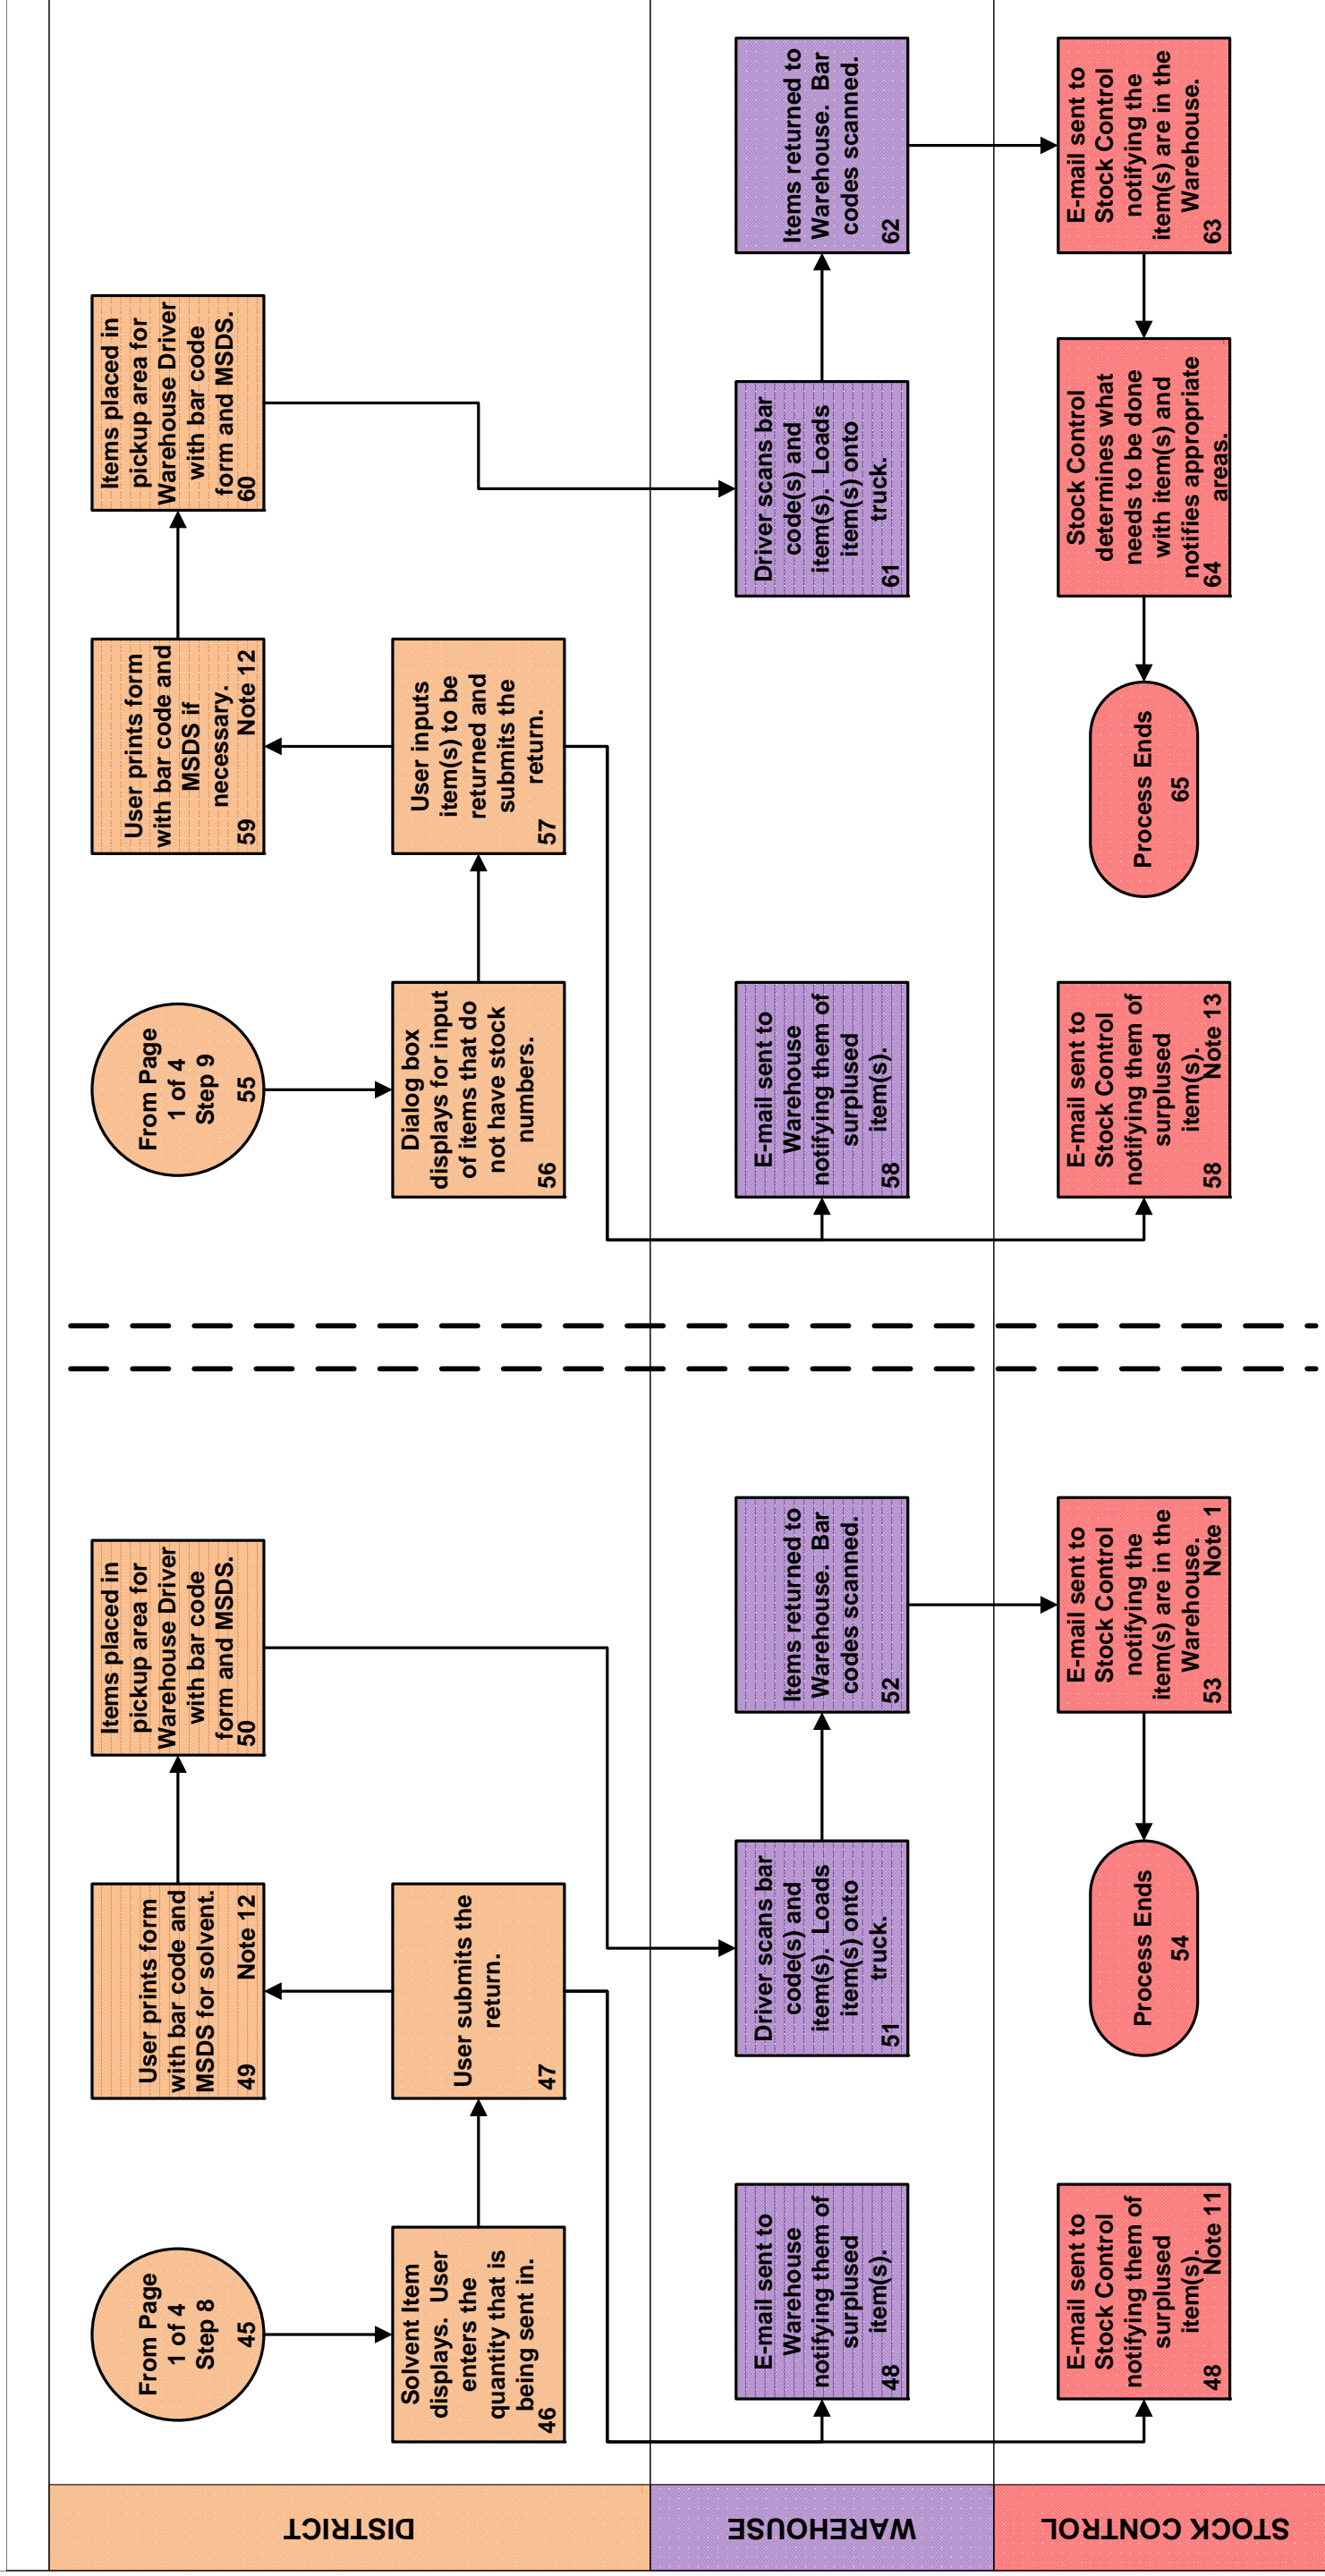 DISTRICT
From Page
1 of 4
Step 8
45
Solvent Item
displays. User
enters the
quantity that is
being sent in.
46
User submits the
return.
47
User prints form
with bar code and
MSDS for solvent.
49 Note 12
Items placed in
pickup area for
Warehouse Driver
with bar code
form and MSDS.
50
From Page
1 of 4
Step 9
55
Dialog box
displays for input
of items that do
not have stock
numbers.
56
User inputs
item(s) to be
returned and
submits the
return.
57
User prints form
with bar code and
MSDS if
necessary.
59 Note 12
Items placed in
pickup area for
Warehouse Driver
with bar code
form and MSDS.
60
WAREHOUSE
E-mail sent to
Warehouse
notifying them of
surplused
item(s).
48
Driver scans bar
code(s) and
item(s). Loads
item(s) onto
truck.
51
Items returned to
Warehouse. Bar
codes scanned.
52
E-mail sent to
Warehouse
notifying them of
surplused
item(s).
58
Driver scans bar
code(s) and
item(s). Loads
item(s) onto
truck.
61
Items returned to
Warehouse. Bar
codes scanned.
62
STOCK CONTROL
E-mail sent to
Stock Control
notifying them of
surplused
item(s).
48 Note 11
Process Ends
54
E-mail sent to
Stock Control
notifying the
item(s) are in the
Warehouse.
53 Note 1
E-mail sent to
Stock Control
notifying them of
surplused
item(s).
58 Note 13
Process Ends
65
Stock Control
determines what
needs to be done
with item(s) and
notifies appropriate
areas.
64
E-mail sent to
Stock Control
notifying the
item(s) are in the
Warehouse.
63